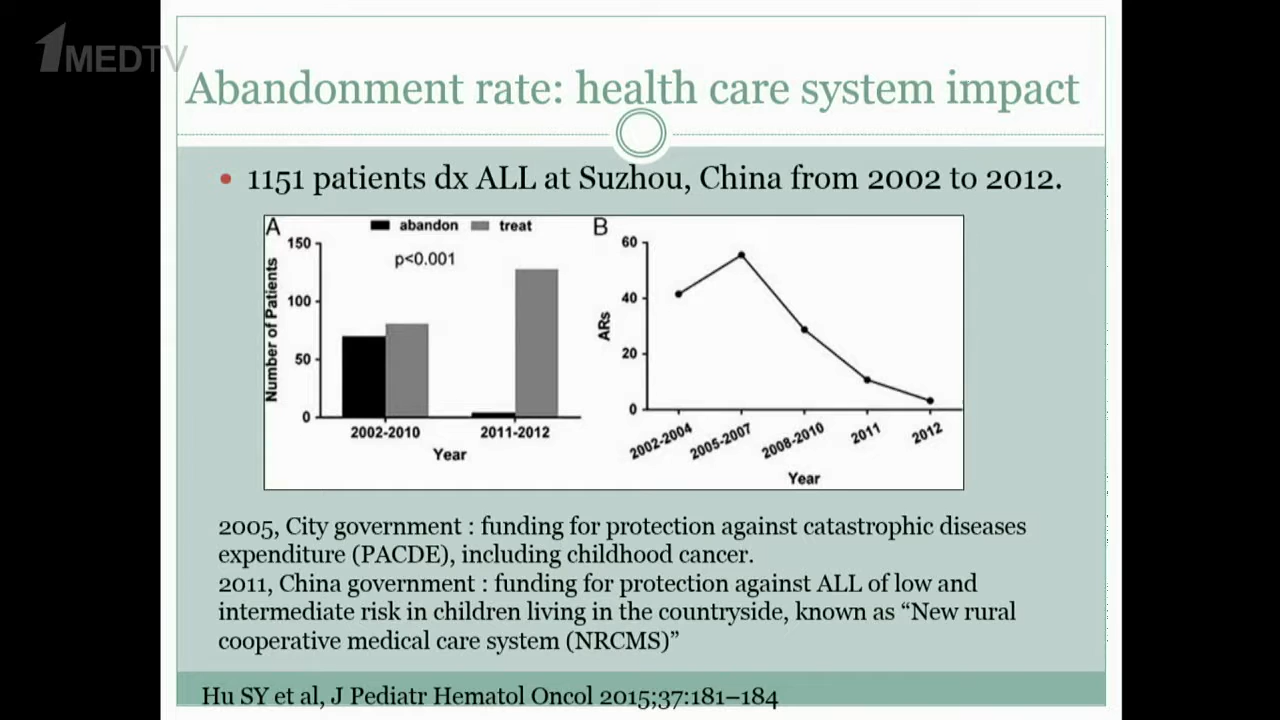 1MEDTV
Abandonment rate: health care system impact
• 1151 patients dx ALL at Suzhou, China from 2002 to 2012.
A
abandon treat
p<0.001
Number of Patients
150
100
50
0
2002-2010 2011-2012
Year
B
ARs
60
40
20
0
2002-2004 2005-2007 2008-2010 2011 2012
Year
2005, City government : funding for protection against catastrophic diseases
expenditure (PACDE), including childhood cancer.
2011, China government : funding for protection against ALL of low and
intermediate risk in children living in the countryside, known as “New rural
cooperative medical care system (NRCMS)”
Hu SY et al, J Pediatr Hematol Oncol 2015;37:181–184